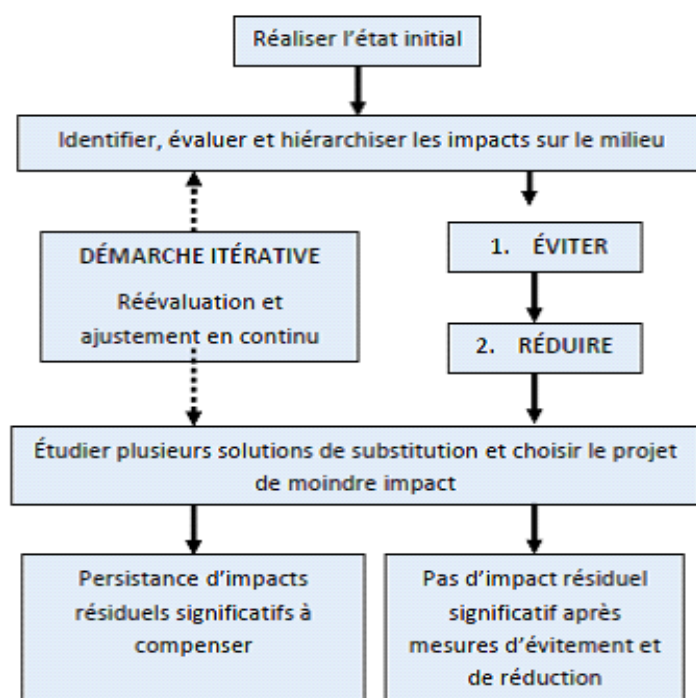 Réaliser l'état initial
Identifier, évaluer et hiérarchiser les impacts sur le milieu
DÉMARCHE ITÉRATIVE
Réévaluation et
ajustement en continu
1. ÉVITER
2. RÉDUIRE
Étudier plusieurs solutions de substitution et choisir le projet
de moindre impact
Persistance d'impacts
résiduels significatifs à
compenser
Pas d'impact résiduel
significatif après
mesures d'évitement et
de réduction